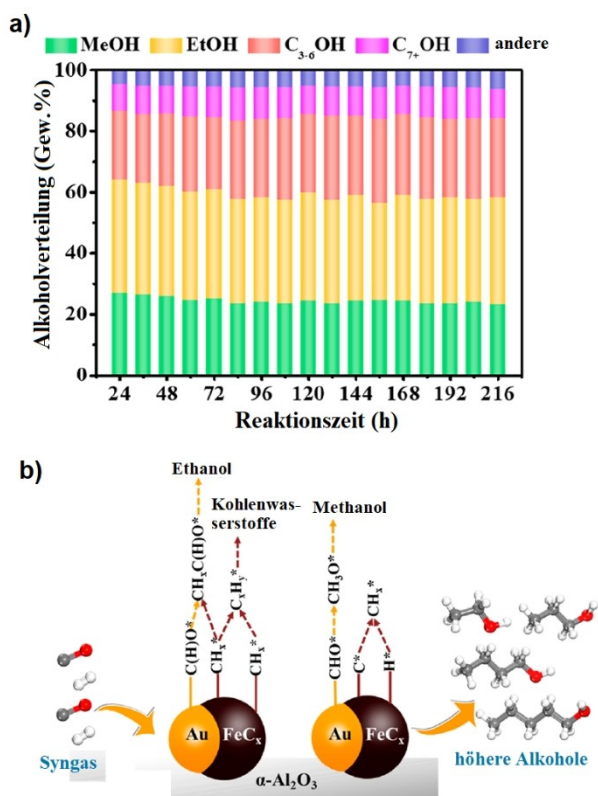 a)
MeOH EtOH C₃₋₆OH C₇₊OH andere
Alkoholverteilung (Gew.%)
100
80
60
40
20
0
24 48 72 96 120 144 168 192 216
Reaktionszeit (h)
b)
Ethanol
Kohlenwas-
serstoffe
Methanol
CHₓC(H)O*
CₓHᵧ*
CH₃O*
CHₓ*
C(H)O*
CHₓ*
CHₓ*
CHO*
C*
H*
Au FeCₓ
Au FeCₓ
Syngas
höhere Alkohole
α-Al₂O₃